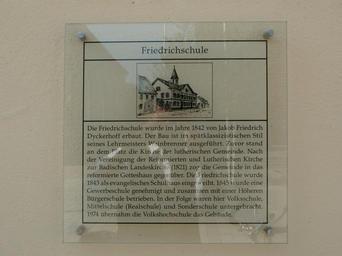 Friedrichschule
Die Friedrichschule wurde im Jahre 1842 von Jakob Friedrich
Dyckerhoff erbaut. Der Bau ist im spätklassizistischen Stil
seines Lehrmeisters Weinbrenner ausgeführt. Zuvor stand
an dem Platz die Kirche der lutherischen Gemeinde. Nach
der Vereinigung der Reformierten und Lutherischen Kirche
zur Badischen Landeskirche (1821) zog die Gemeinde in das
reformierte Gotteshaus gegenüber. Die Friedrichschule wurde
1843 als evangelisches Schulhaus eingeweiht. 1845 wurde eine
Gewerbeschule genehmigt und zusammen mit einer Höheren
Bürgerschule betrieben. In der Folge waren hier Volksschule,
Mittelschule (Realschule) und Sonderschule untergebracht.
1974 übernahm die Volkshochschule das Gebäude.